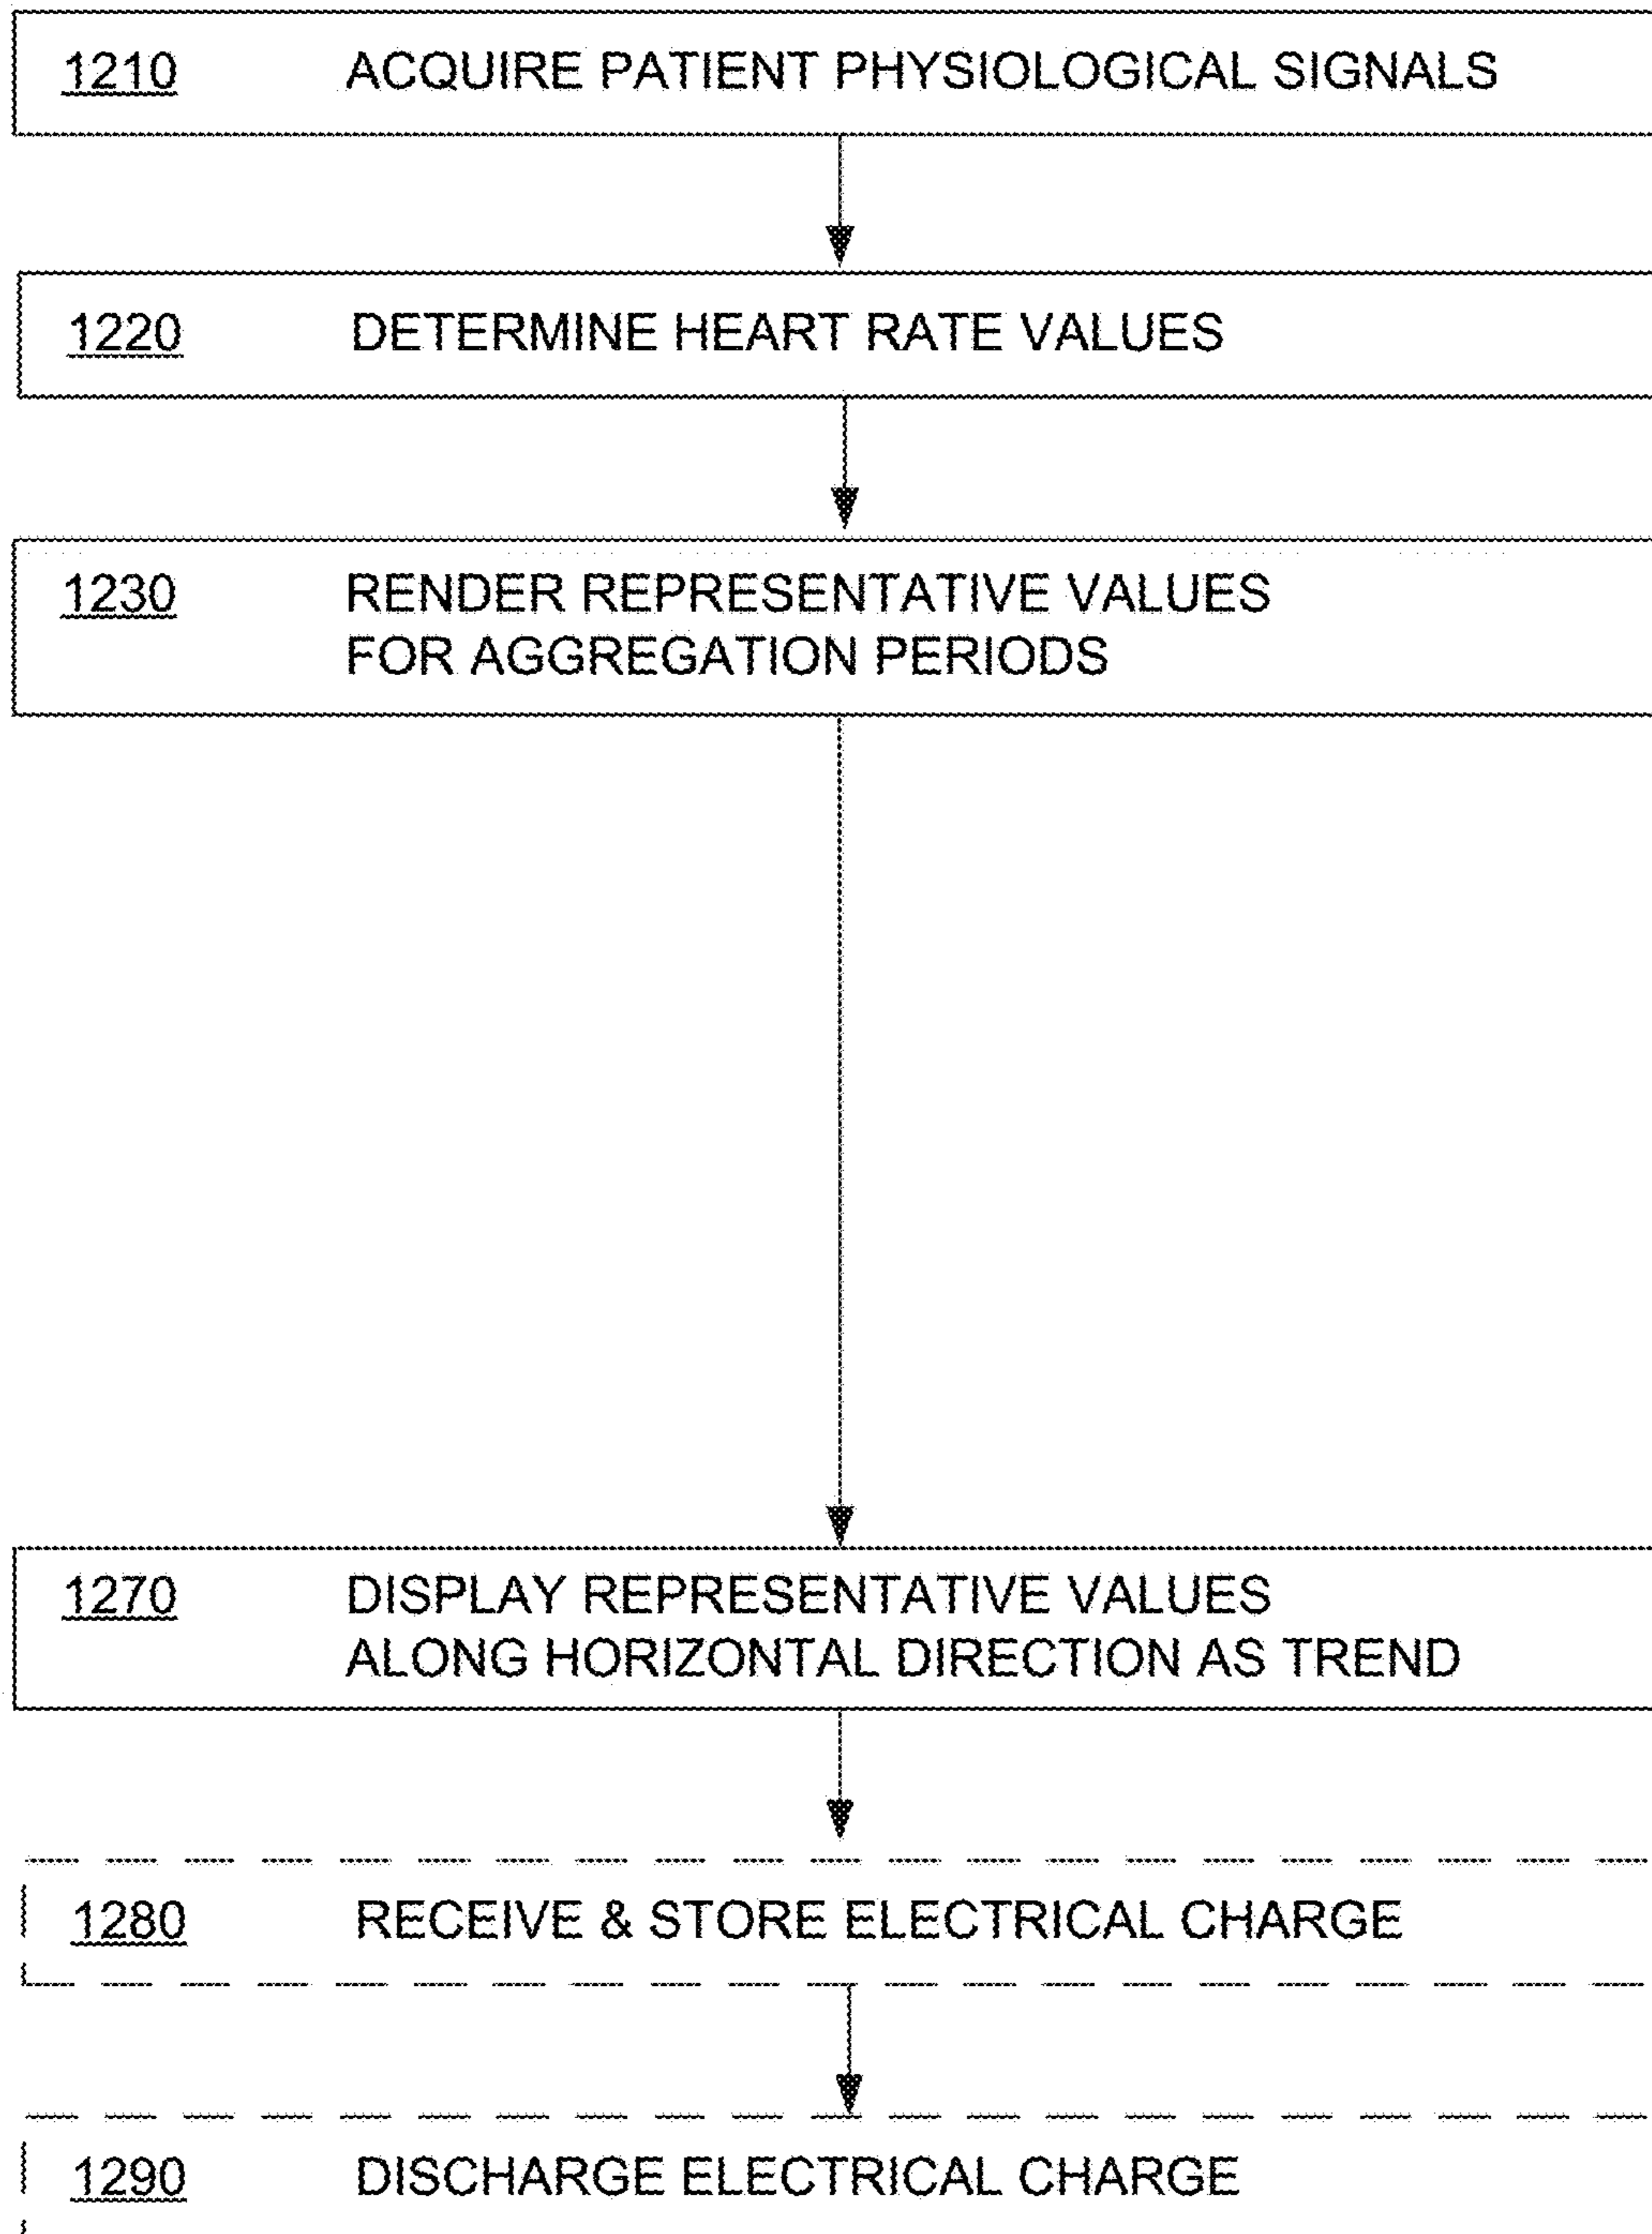 1210 ACQUIRE PATIENT PHYSIOLOGICAL SIGNALS
1220 DETERMINE HEART RATE VALUES
1230 RENDER REPRESENTATIVE VALUES
FOR AGGREGATION PERIODS
1270 DISPLAY REPRESENTATIVE VALUES
ALONG HORIZONTAL DIRECTION AS TREND
1280 RECEIVE & STORE ELECTRICAL CHARGE
1290 DISCHARGE ELECTRICAL CHARGE